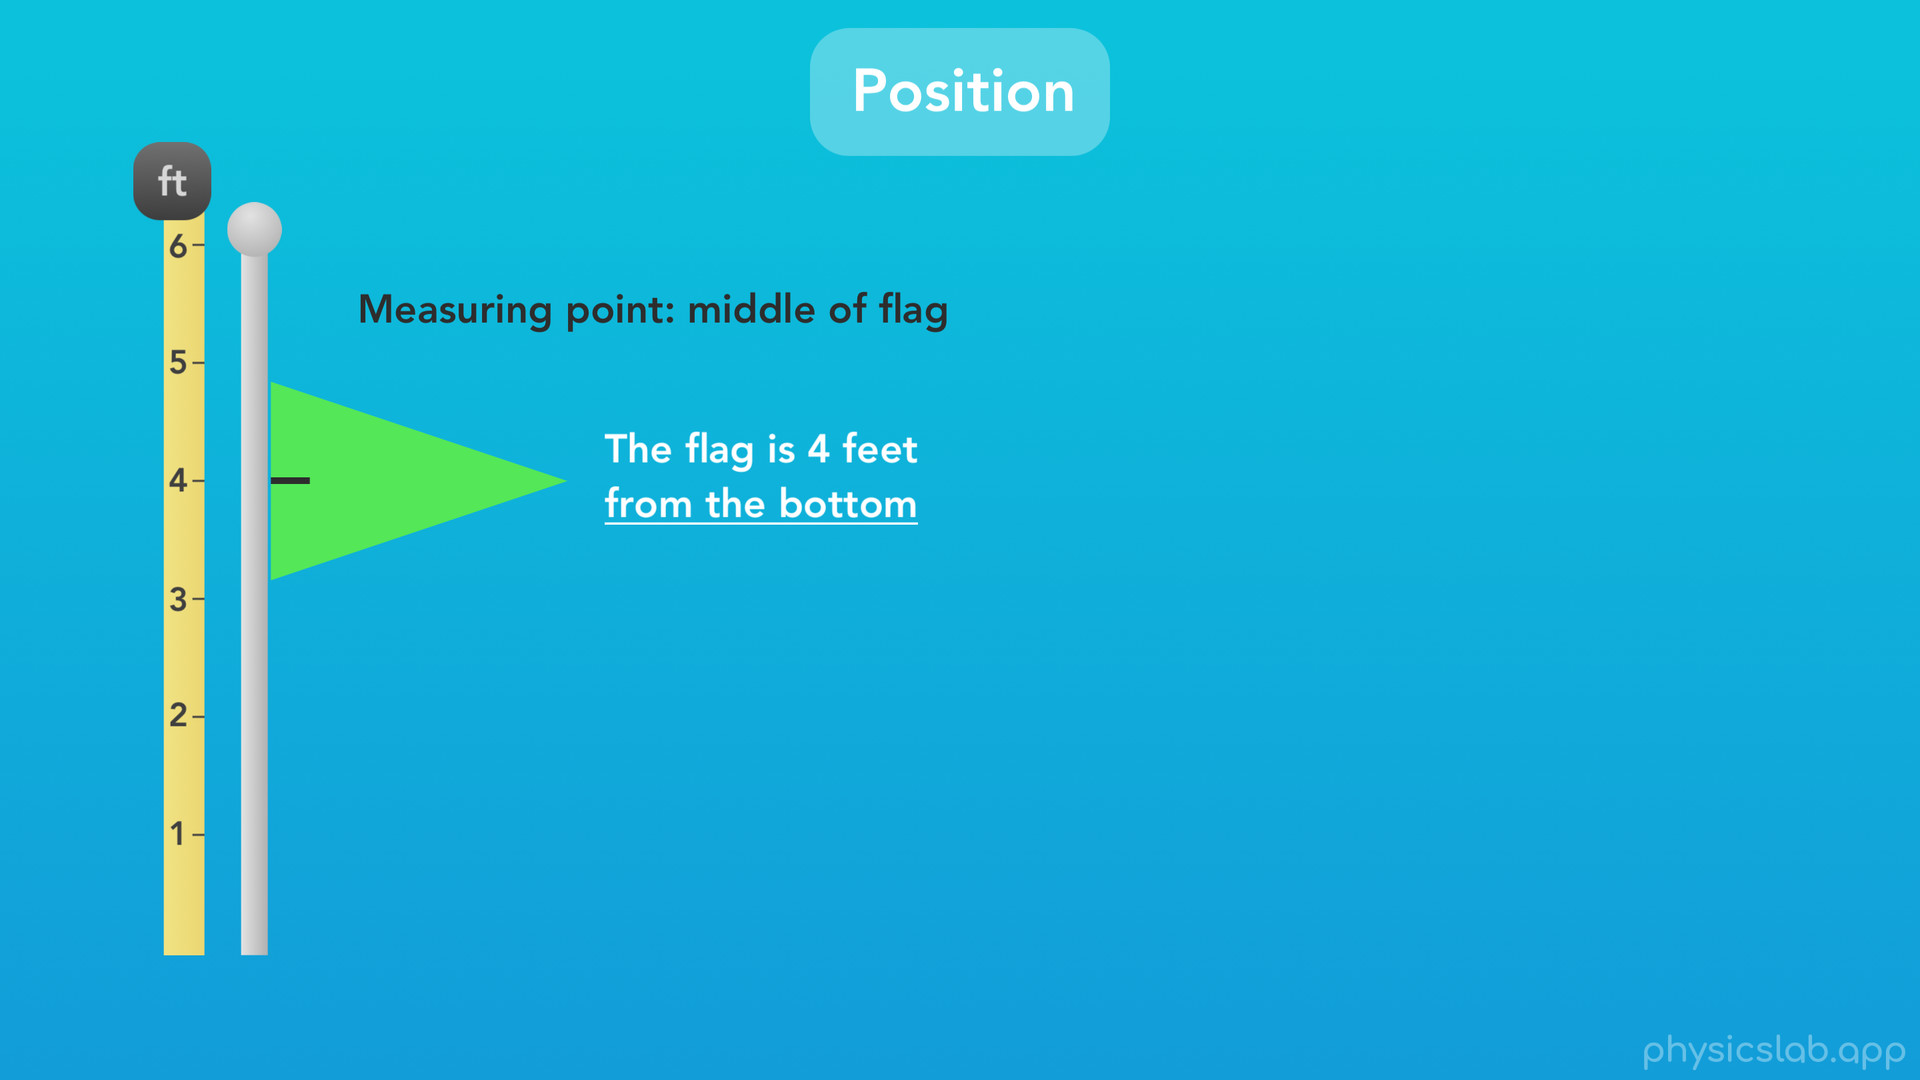 Position
ft
6
Measuring point: middle of flag
5
The flag is 4 feet
4
from the bottom
3
2
1
physicslab.app